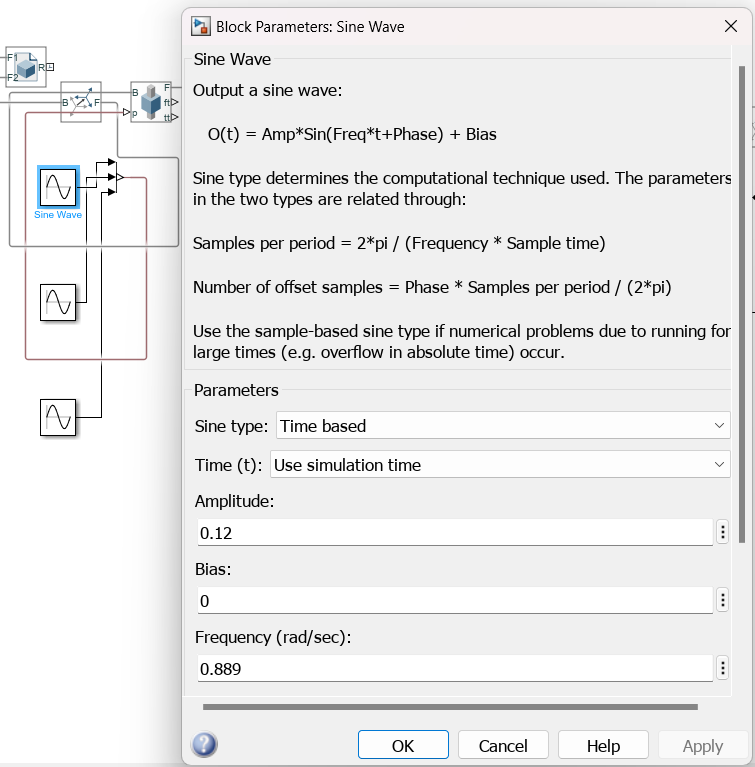 Block Parameters: Sine Wave
F1
F2
R
B
F
B
F
ft
p
tt
Sine Wave
Sine Wave
Output a sine wave:
O(t) = Amp*Sin(Freq*t+Phase) + Bias
Sine type determines the computational technique used. The parameters
in the two types are related through:
Samples per period = 2*pi / (Frequency * Sample time)
Number of offset samples = Phase * Samples per period / (2*pi)
Use the sample-based sine type if numerical problems due to running for
large times (e.g. overflow in absolute time) occur.
Parameters
Sine type: Time based
Time (t): Use simulation time
Amplitude:
0.12
Bias:
0
Frequency (rad/sec):
0.889
OK Cancel Help Apply